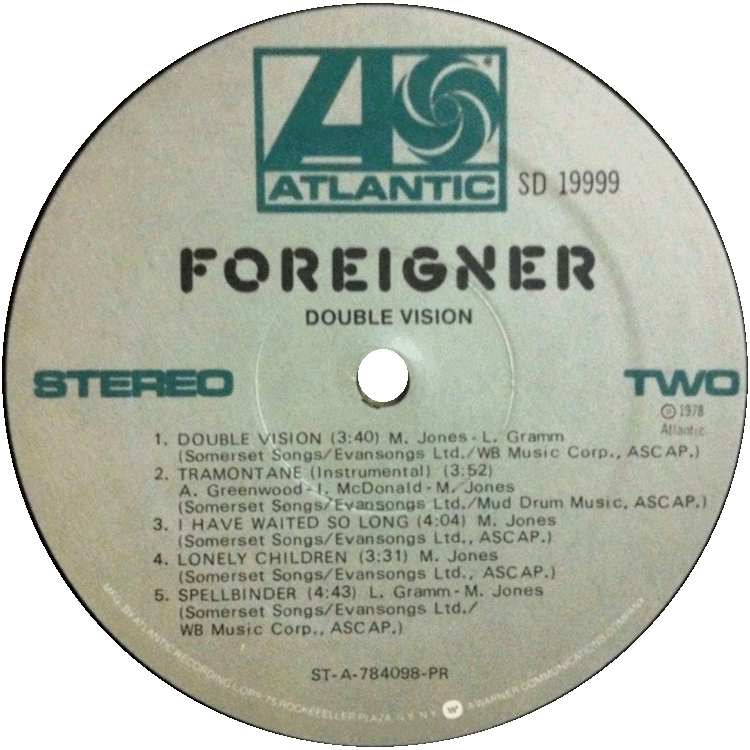 ATLANTIC
SD 19999
FOREIGNER
DOUBLE VISION
STEREO
TWO
℗ 1978
Atlantic
1. DOUBLE VISION (3:40) M. Jones-L. Gramm
(Somerset Songs/Evansongs Ltd./WB Music Corp., ASCAP.)
2. TRAMONTANE (Instrumental) (3:52)
A. Greenwood-I. McDonald-M. Jones
(Somerset Songs/Evansongs Ltd./Mud Drum Music, ASCAP.)
3. I HAVE WAITED SO LONG (4:04) M. Jones
(Somerset Songs/Evansongs Ltd., ASCAP.)
4. LONELY CHILDREN (3:31) M. Jones
(Somerset Songs/Evansongs Ltd., ASCAP.)
5. SPELLBINDER (4:43) L. Gramm-M. Jones
(Somerset Songs/Evansongs Ltd./
WB Music Corp., ASCAP.)
ST-A-784098-PR
MFG. BY ATLANTIC RECORDING CORP. 75 ROCKEFELLER PLAZA, N.Y. N.Y. W A WARNER COMMUNICATIONS COMPANY